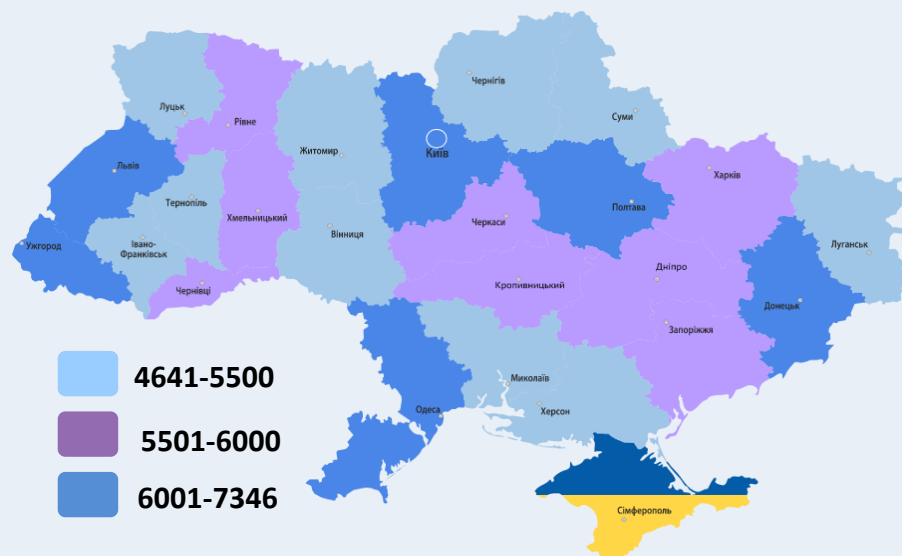 Чернігів
Луцьк
Суми
Рівне
Житомир
Київ
Львів
Харків
Тернопіль
Полтава
Хмельницький
Черкаси
Вінниця
Ужгород
Івано-
Франківськ
Луганськ
Дніпро
Кропивницький
Чернівці
Донецьк
Запоріжжя
4641-5500
Миколаїв
Херсон
Одеса
5501-6000
6001-7346
Сімферополь